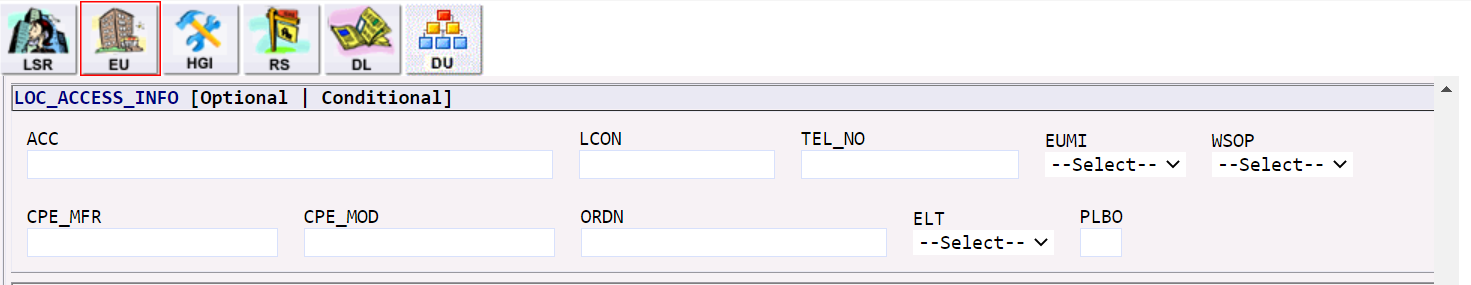 LSR EU HGI RS DL DU
LOC_ACCESS_INFO [Optional | Conditional]
ACC LCON TEL_NO EUMI WSOP
--Select-- --Select--
CPE_MFR CPE_MOD ORDN ELT PLBO
--Select--